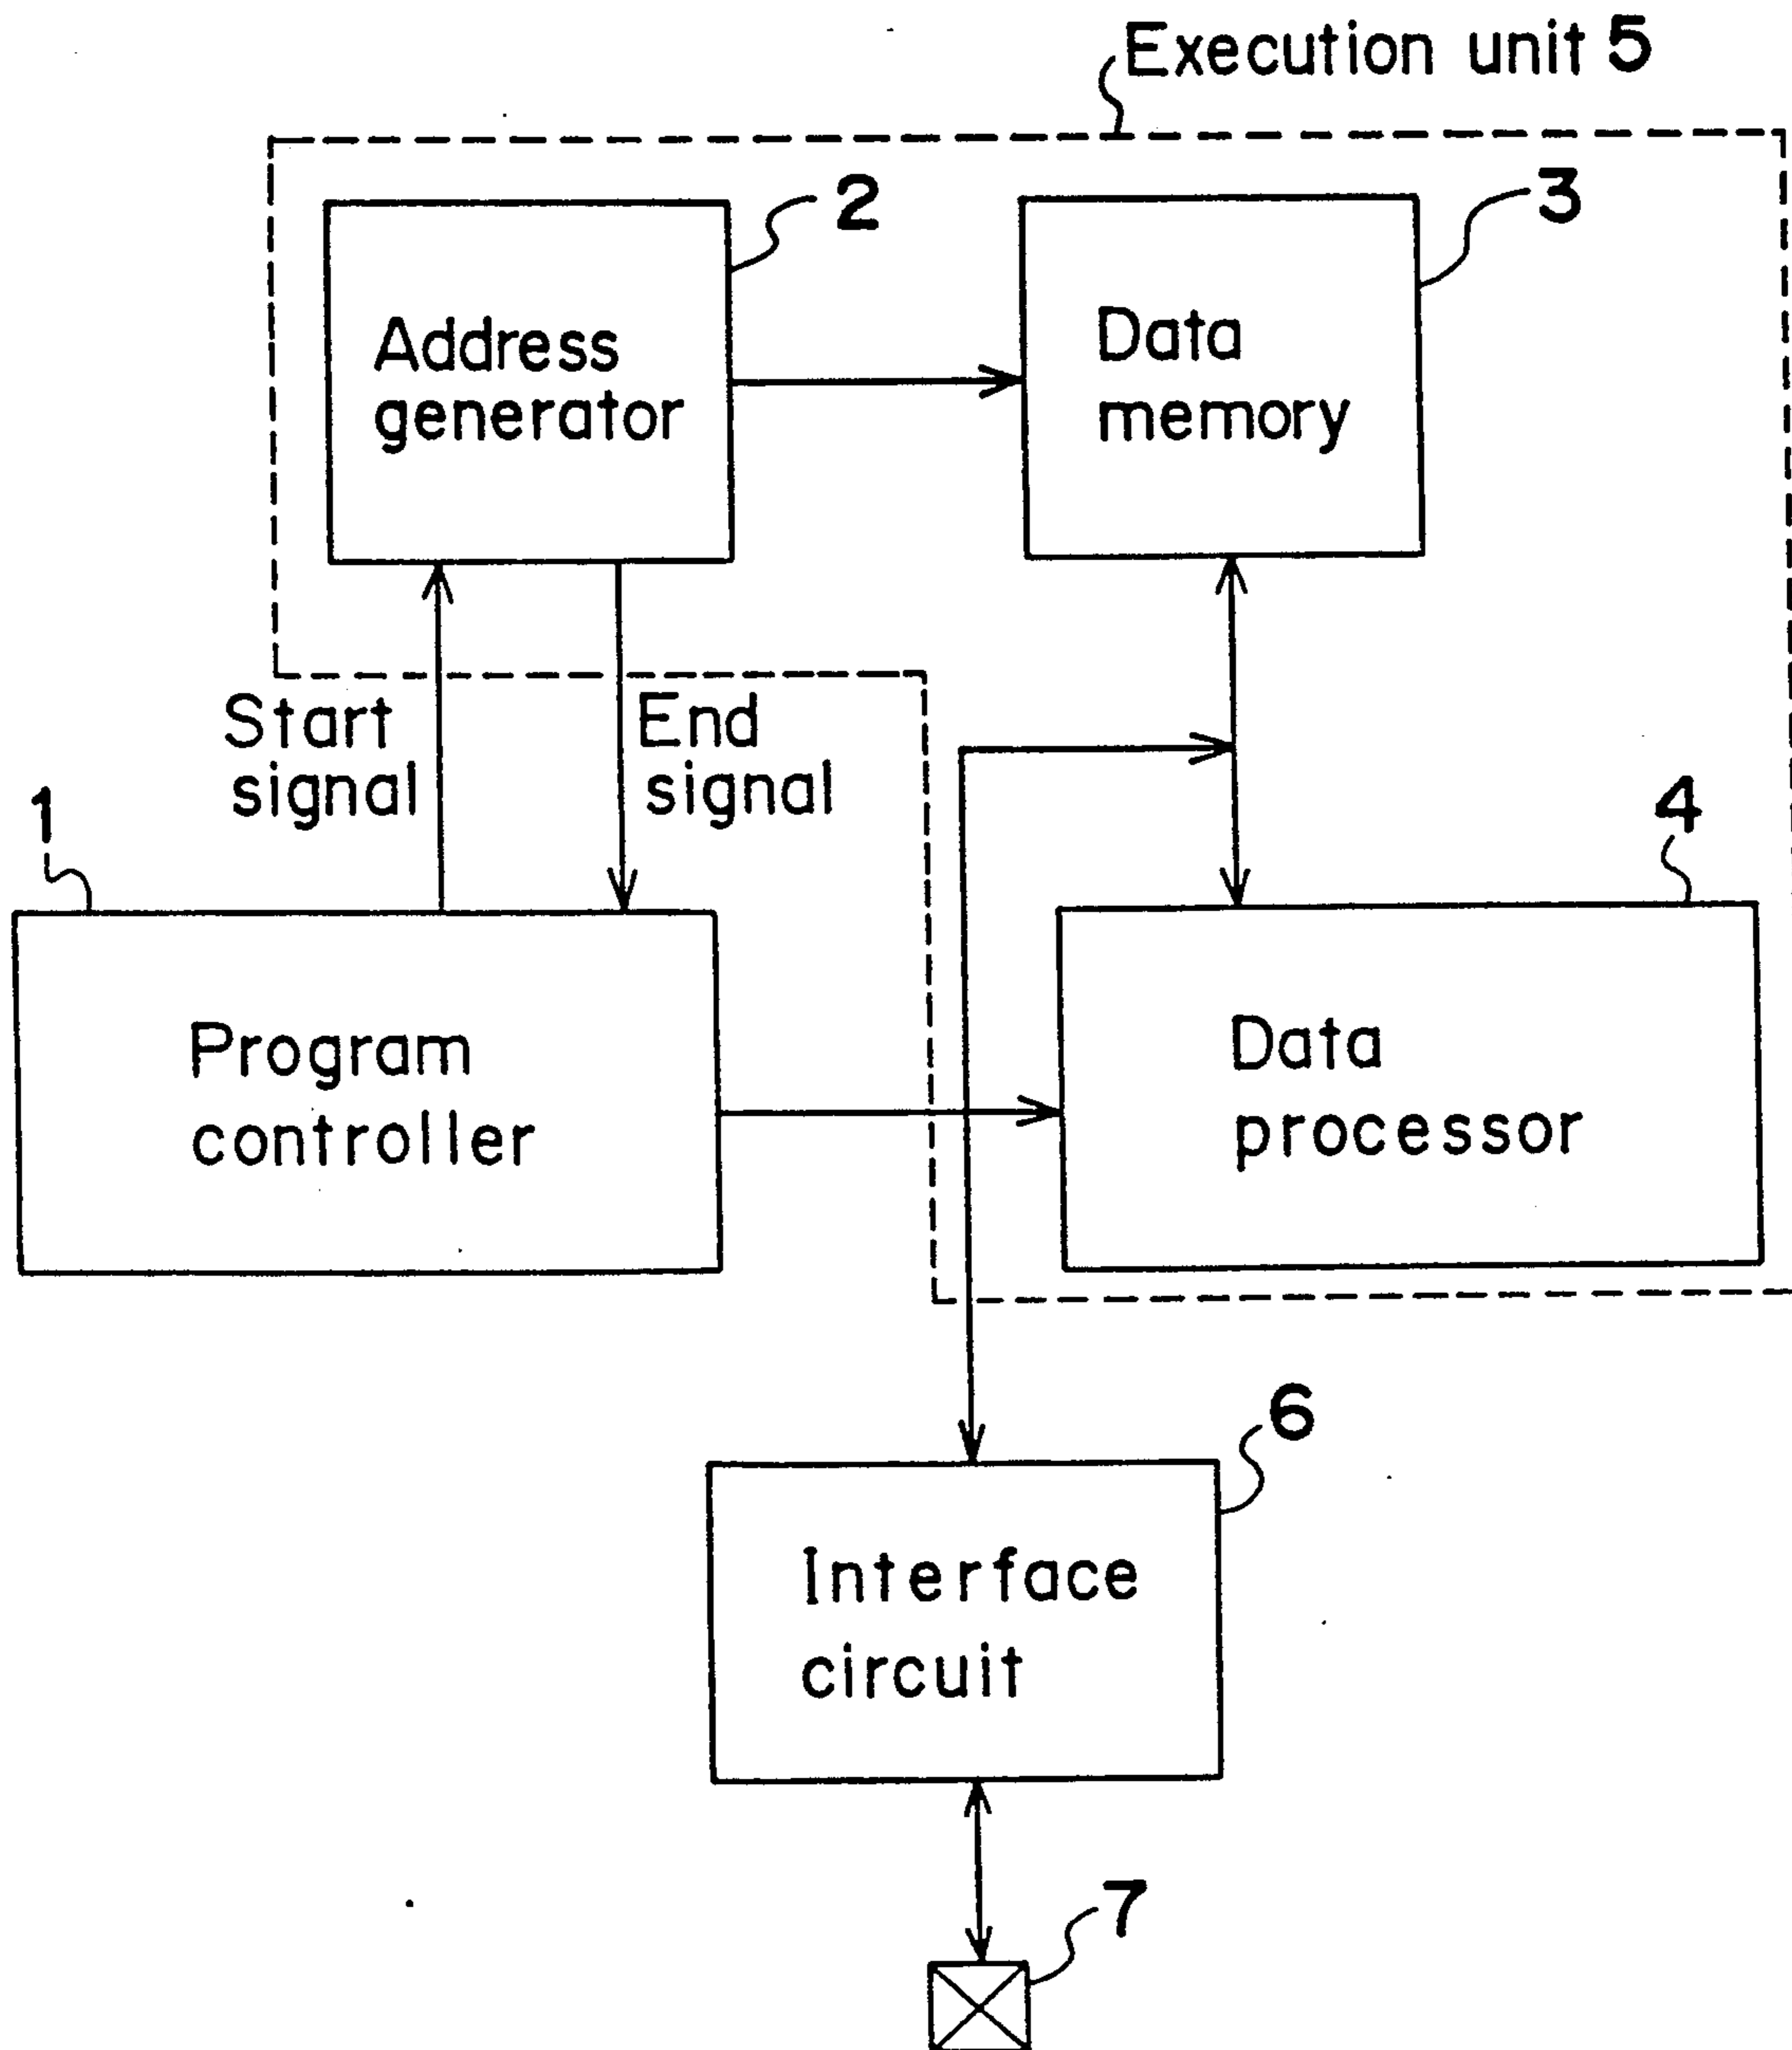 Execution unit 5
2
3
Address
generator
Data
memory
Start
signal
End
signal
1
4
Program
controller
Data
processor
6
Interface
circuit
7